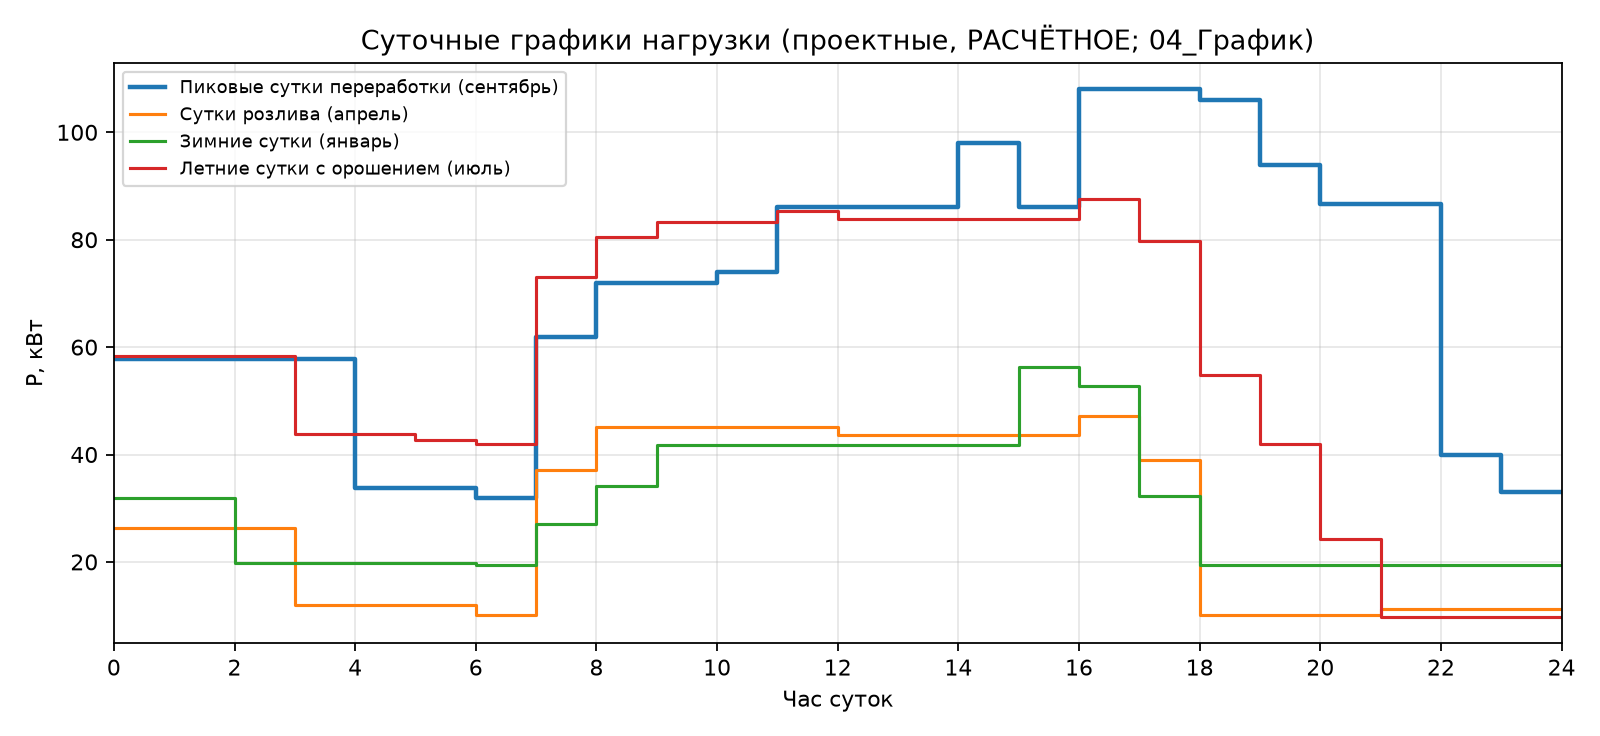 Суточные графики нагрузки (проектные, РАСЧЁТНОЕ; 04_График)
Пиковые сутки переработки (сентябрь)
Сутки розлива (апрель)
Зимние сутки (январь)
Летние сутки с орошением (июль)
P, кВт
100
80
60
40
20
0 2 4 6 8 10 12 14 16 18 20 22 24
Час суток